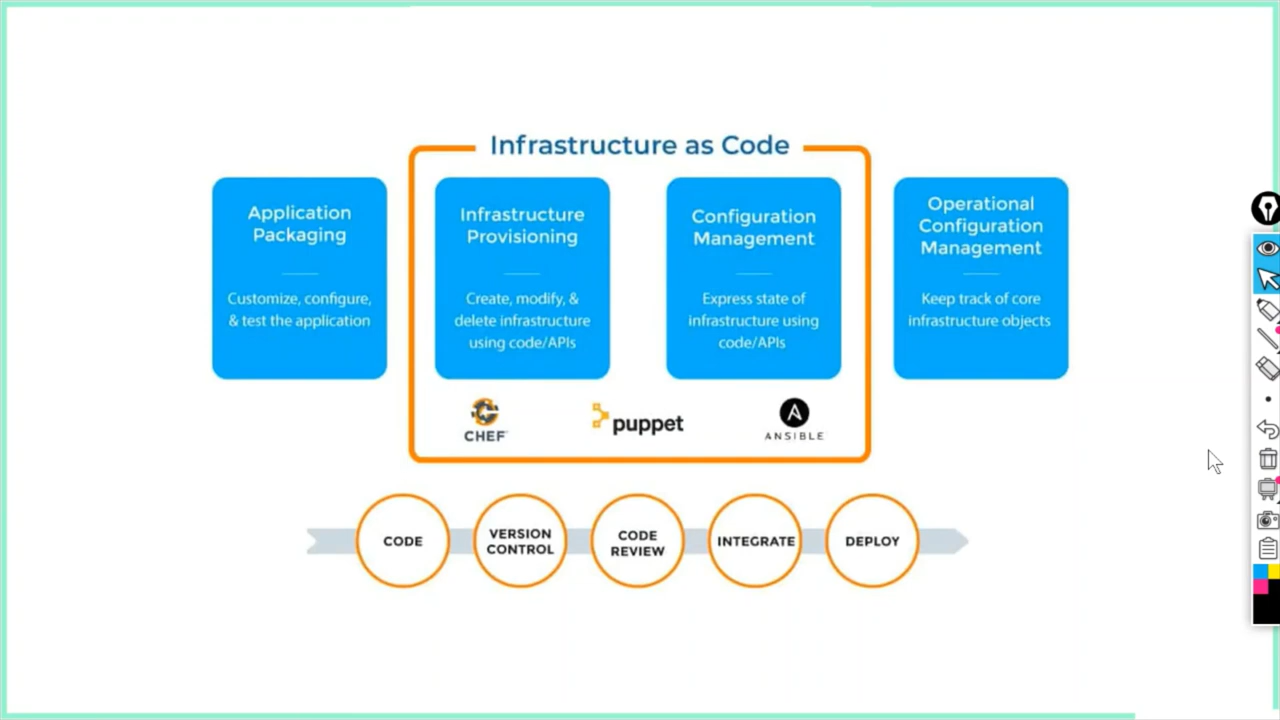 Infrastructure as Code
Application
Packaging
Customize, configure,
& test the application
Infrastructure
Provisioning
Create, modify, &
delete infrastructure
using code/APIs
Configuration
Management
Express state of
infrastructure using
code/APIs
Operational
Configuration
Management
Keep track of core
infrastructure objects
CHEF
puppet
A
ANSIBLE
CODE
VERSION
CONTROL
CODE
REVIEW
INTEGRATE
DEPLOY